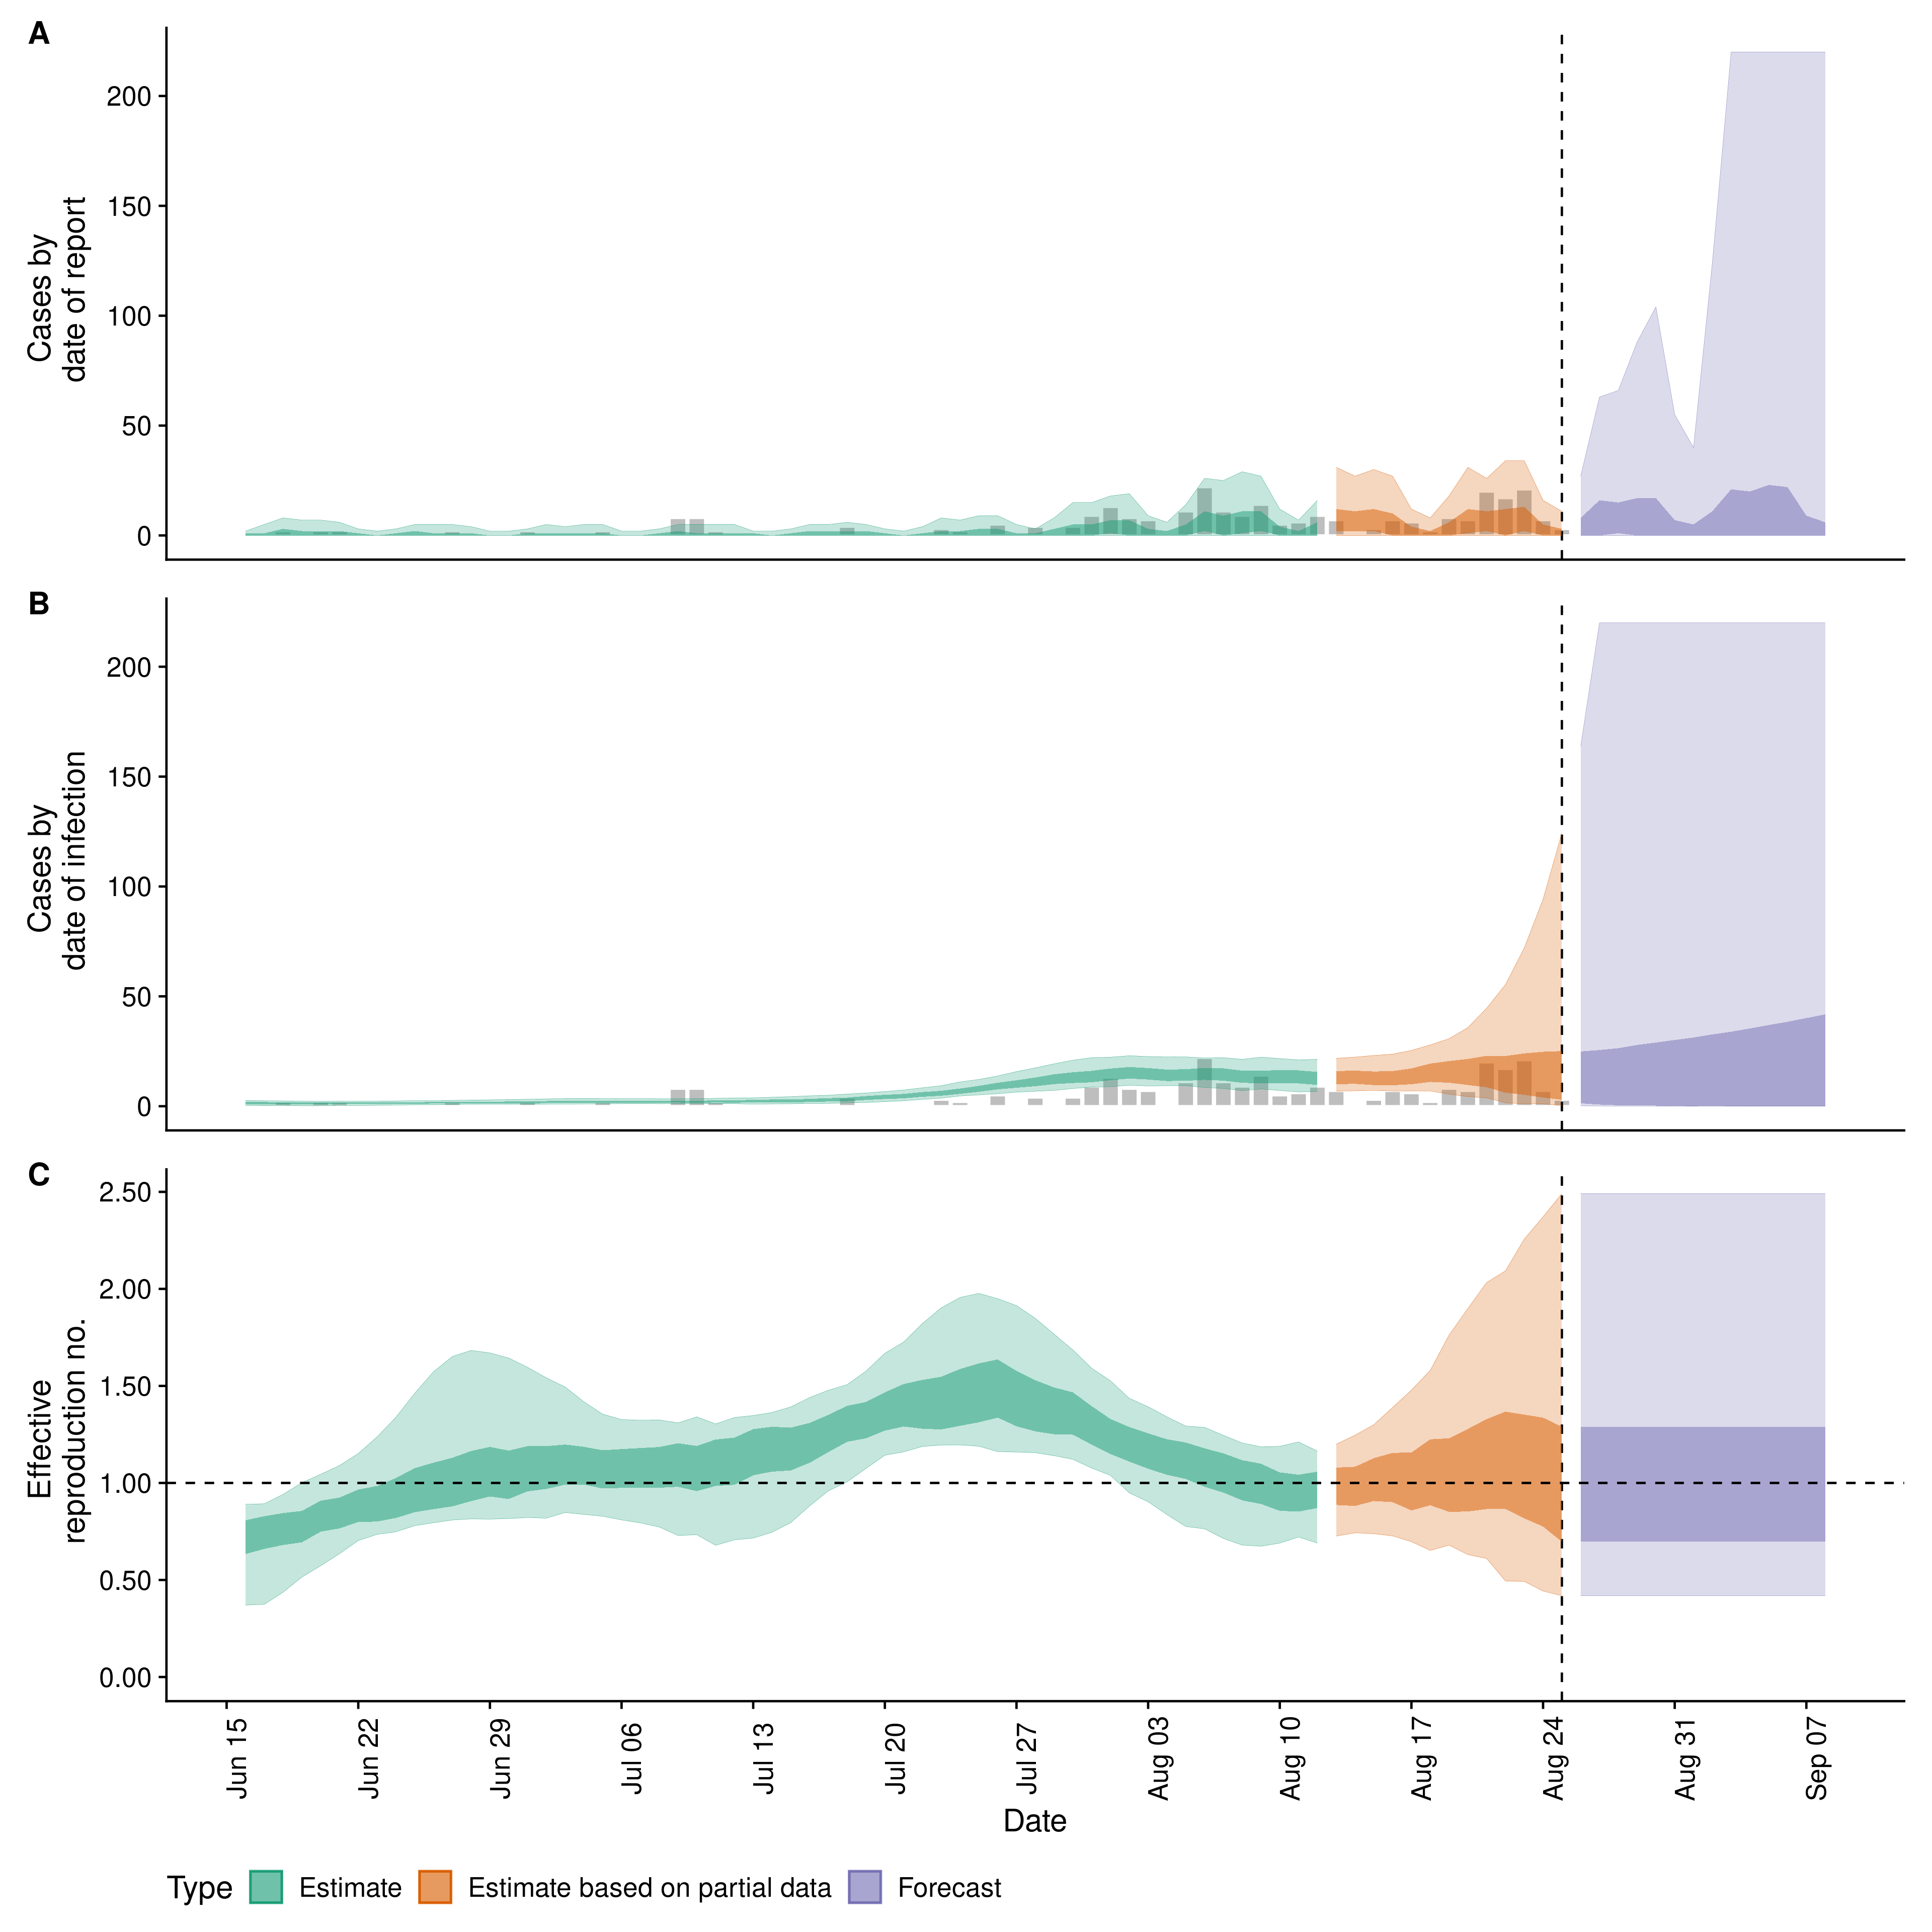 A
Cases by
date of report
200
150
100
50
0
B
Cases by
date of infection
200
150
100
50
0
C
Effective
reproduction no.
2.50
2.00
1.50
1.00
0.50
0.00
Jun 15
Jun 22
Jun 29
Jul 06
Jul 13
Jul 20
Jul 27
Aug 03
Aug 10
Aug 17
Aug 24
Aug 31
Sep 07
Date
Type
Estimate
Estimate based on partial data
Forecast